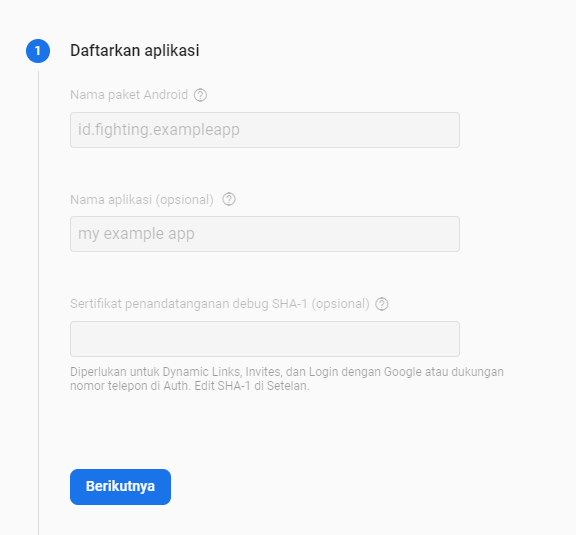 1 Daftarkan aplikasi
Nama paket Android ?
id.fighting.exampleapp
Nama aplikasi (opsional) ?
my example app
Sertifikat penandatanganan debug SHA-1 (opsional) ?
Diperlukan untuk Dynamic Links, Invites, dan Login dengan Google atau dukungan
nomor telepon di Auth. Edit SHA-1 di Setelan.
Berikutnya